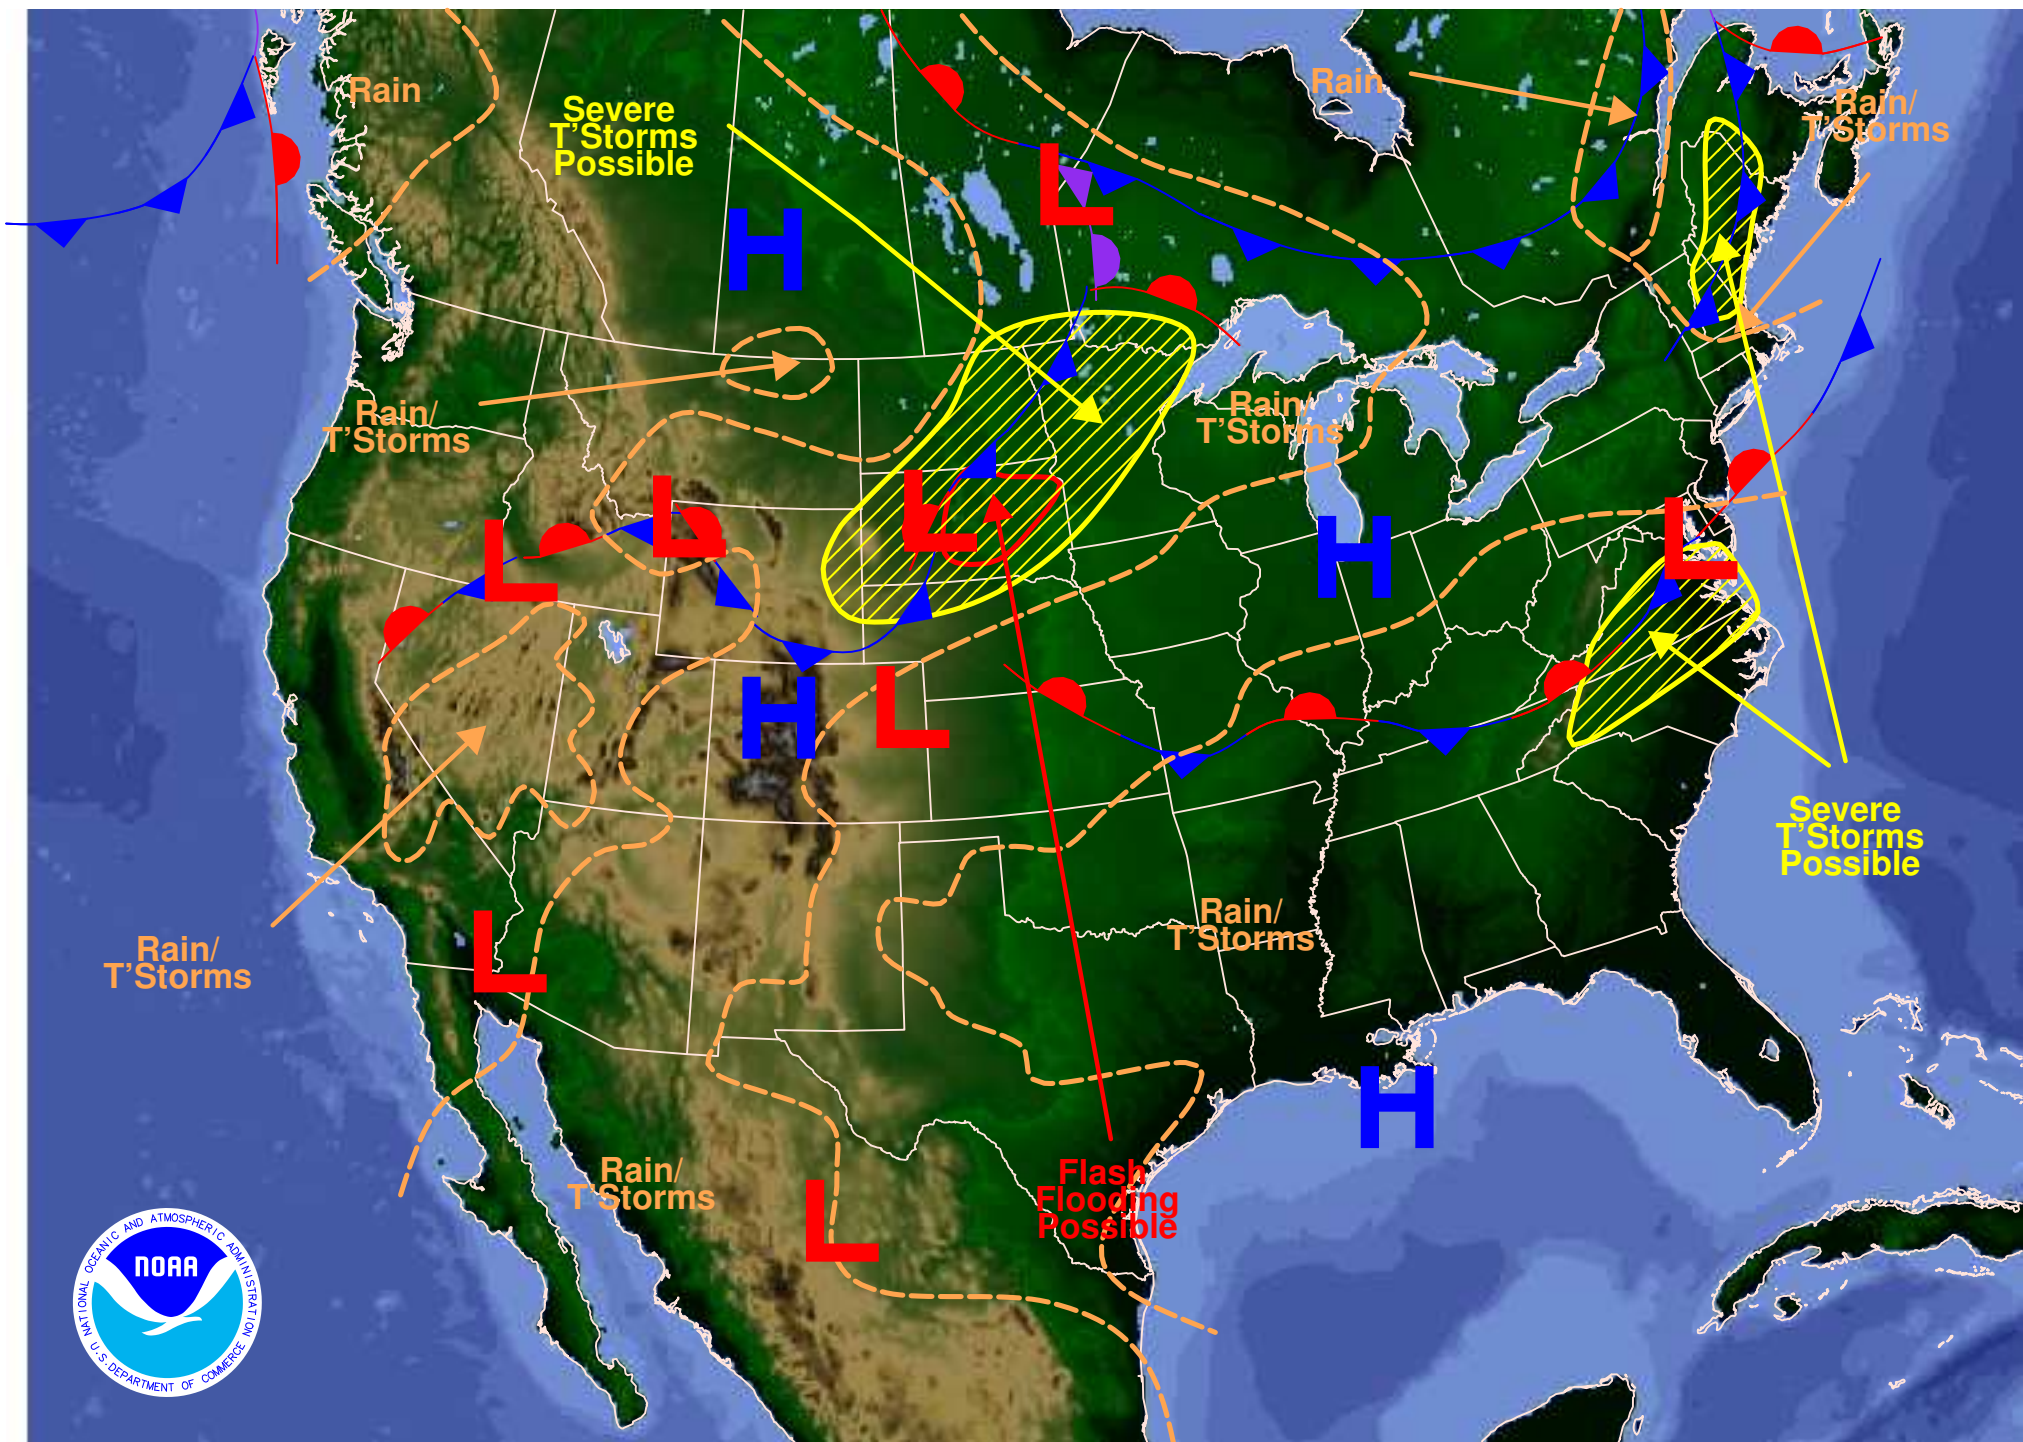 Rain
Severe
T'Storms
Possible
Rain
Rain/
T'Storms
L
H
Rain/
T'Storms
Rain/
T'Storms
L
L
L
L
H
L
H
Severe
T'Storms
Possible
Rain/
T'Storms
Rain/
T'Storms
L
H
Rain/
T'Storms
Flash
Flooding
Possible
L
NOAA
NATIONAL OCEANIC AND ATMOSPHERIC ADMINISTRATION
U.S. DEPARTMENT OF COMMERCE